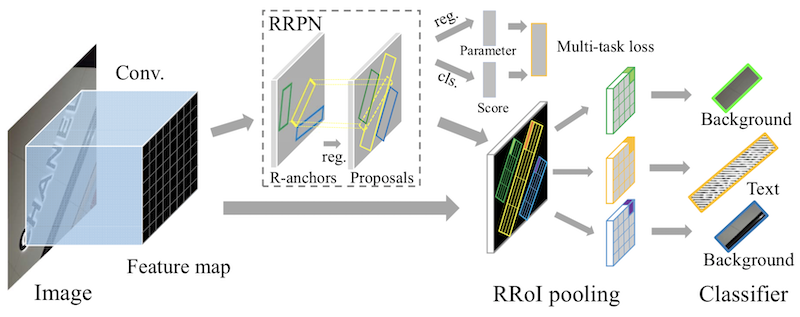 RRPN
reg.
cls.
Parameter
Score
Multi-task loss
Conv.
HANEL
R-anchors
reg.
Proposals
Background
Text
Background
Feature map
Image
RRoI pooling
Classifier